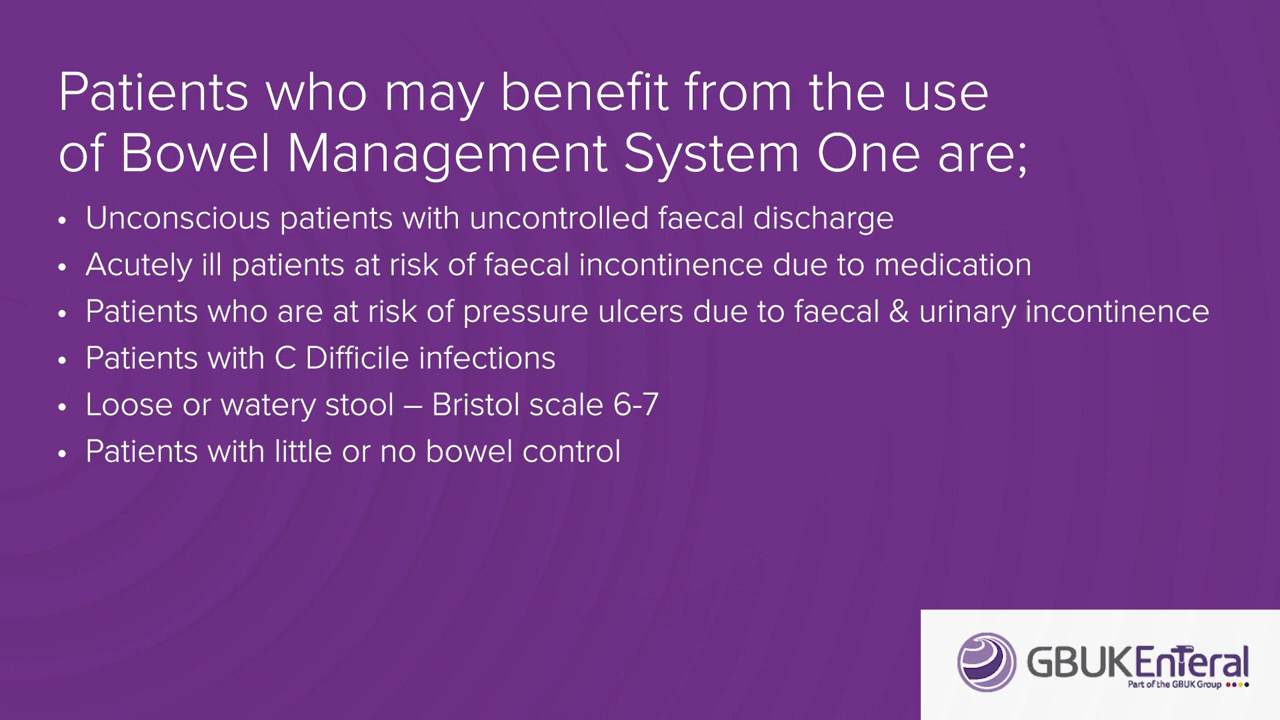 Patients who may benefit from the use
of Bowel Management System One are;
• Unconscious patients with uncontrolled faecal discharge
• Acutely ill patients at risk of faecal incontinence due to medication
• Patients who are at risk of pressure ulcers due to faecal & urinary incontinence
• Patients with C Difficile infections
• Loose or watery stool – Bristol scale 6-7
• Patients with little or no bowel control
GBUKEnTeral
Part of the GBUK Group